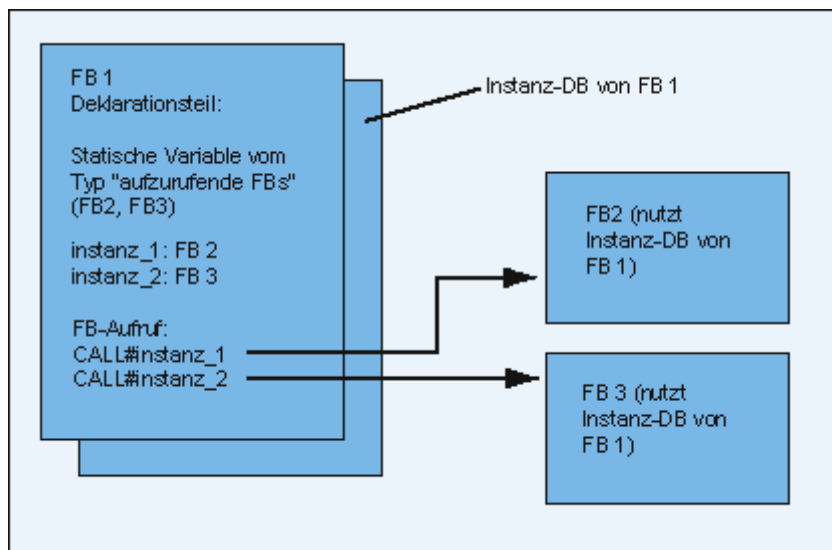 FB 1
Deklarationsteil:
Statische Variable vom
Typ "aufzurufende FBs"
(FB2, FB3)
instanz_1: FB 2
instanz_2: FB 3
FB-Aufruf:
CALL#instanz_1
CALL#instanz_2
Instanz-DB von FB 1
FB2 (nutzt
Instanz-DB von
FB 1)
FB 3 (nutzt
Instanz-DB von
FB 1)